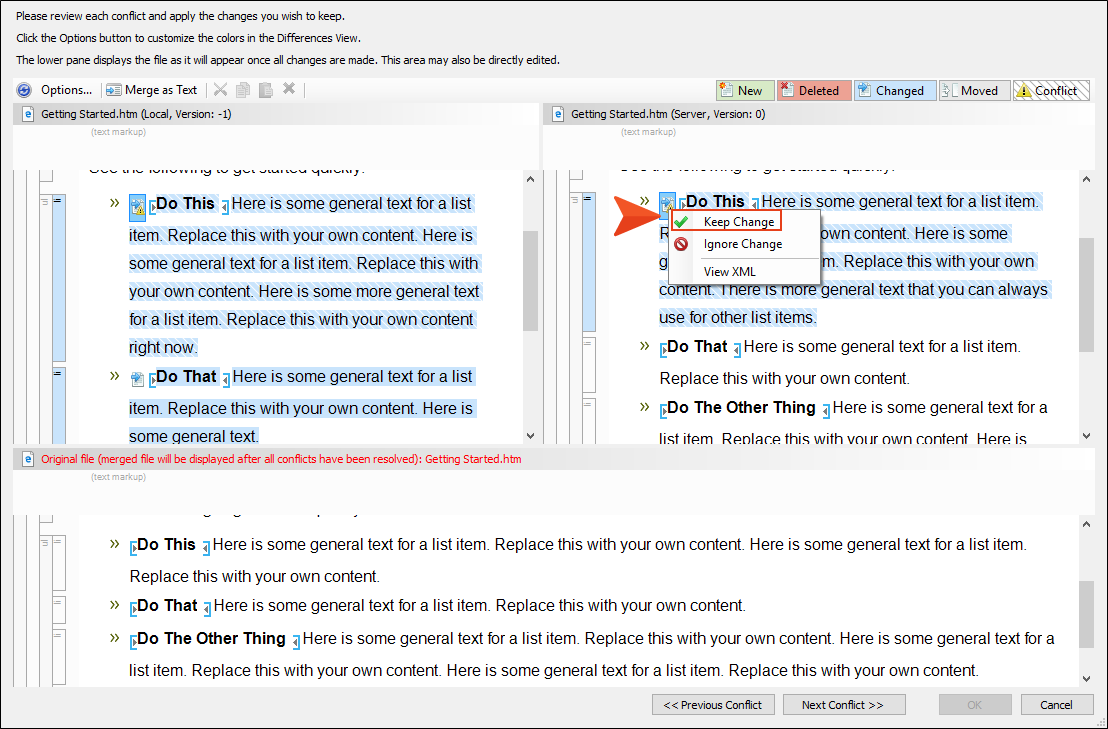 Please review each conflict and apply the changes you wish to keep.
Click the Options button to customize the colors in the Differences View.
The lower pane displays the file as it will appear once all changes are made. This area may also be directly edited.
Options... Merge as Text New Deleted Changed Moved Conflict
Getting Started.htm (Local, Version: -1)
(text markup)
See the following to get started quickly:
» Do This Here is some general text for a list
item. Replace this with your own content. Here is
some general text for a list item. Replace this with
your own content. Here is some more general text
for a list item. Replace this with your own content
right now.
» Do That Here is some general text for a list
item. Replace this with your own content. Here is
some general text.
Getting Started.htm (Server, Version: 0)
(text markup)
See the following to get started quickly:
» Do This Here is some general text for a list item.
R own content. Here is some
g m. Replace this with your own
content. There is more general text that you can always
use for other list items.
Keep Change
Ignore Change
View XML
» Do That Here is some general text for a list item.
Replace this with your own content.
» Do The Other Thing Here is some general text for a
list item. Replace this with your own content. Here is
Original file (merged file will be displayed after all conflicts have been resolved): Getting Started.htm
(text markup)
» Do This Here is some general text for a list item. Replace this with your own content. Here is some general text for a list item.
Replace this with your own content.
» Do That Here is some general text for a list item. Replace this with your own content.
» Do The Other Thing Here is some general text for a list item. Replace this with your own content. Here is some general text for a
list item. Replace this with your own content. Here is some general text for a list item. Replace this with your own content.
<< Previous Conflict Next Conflict >> OK Cancel